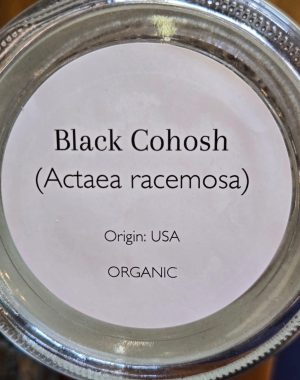 Black Cohosh
(Actaea racemosa)
Origin: USA
ORGANIC